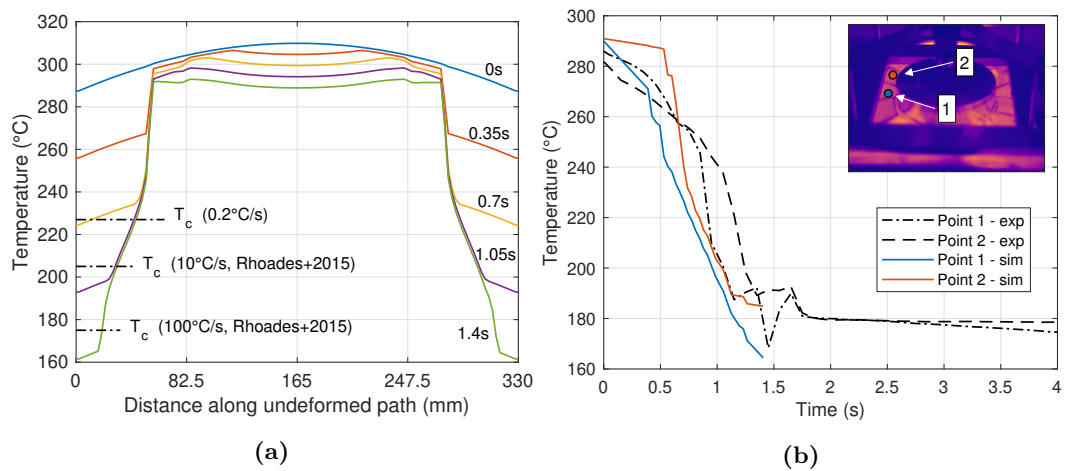 320
300
280
260
240
220
200
180
160
Temperature (°C)
0s
0.35s
0.7s
1.05s
1.4s
T_c (0.2°C/s)
T_c (10°C/s, Rhoades+2015)
T_c (100°C/s, Rhoades+2015)
0 82.5 165 247.5 330
Distance along undeformed path (mm)
(a)
300
280
260
240
220
200
180
160
Temperature (°C)
2
1
Point 1 - exp
Point 2 - exp
Point 1 - sim
Point 2 - sim
0 0.5 1 1.5 2 2.5 3 3.5 4
Time (s)
(b)